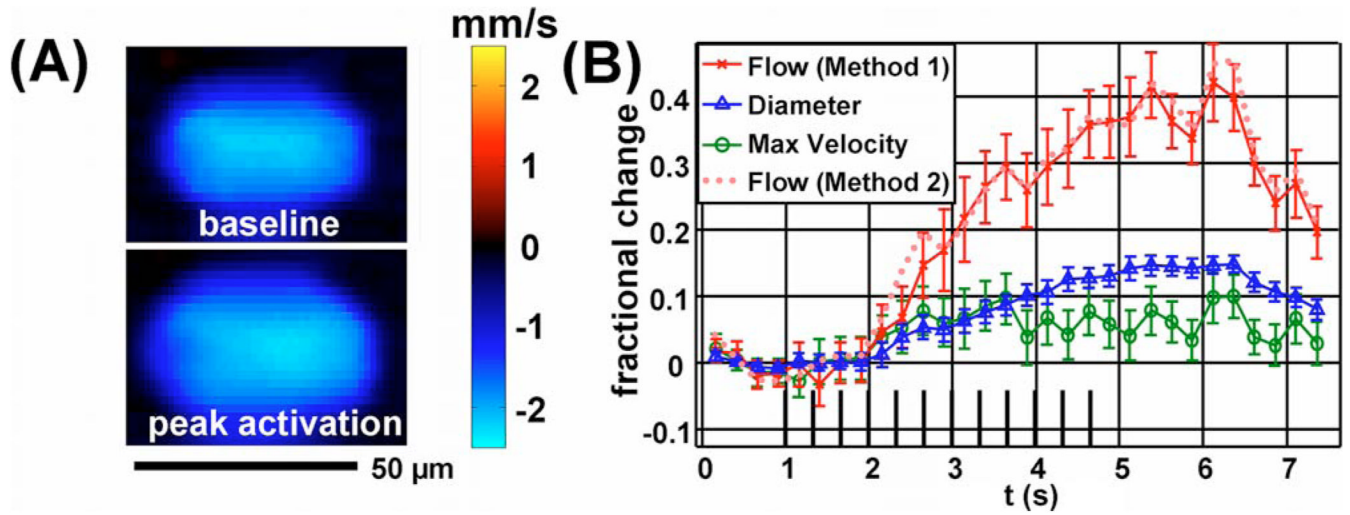 (A)
baseline
peak activation
50 μm
mm/s
2
1
0
-1
-2
(B)
Flow (Method 1)
Diameter
Max Velocity
Flow (Method 2)
fractional change
0.4
0.3
0.2
0.1
0
-0.1
0 1 2 3 4 5 6 7
t (s)